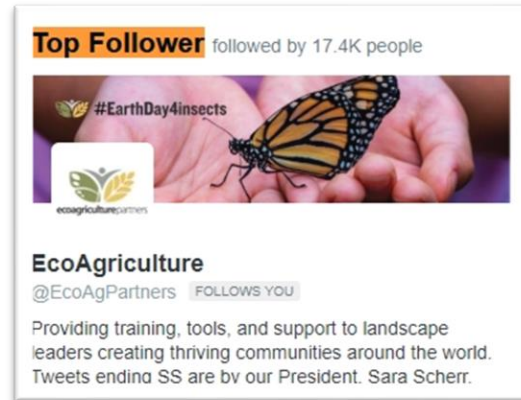 Top Follower followed by 17.4K people
#EarthDay4insects
ecoagriculturepartners
EcoAgriculture
@EcoAgPartners FOLLOWS YOU
Providing training, tools, and support to landscape
leaders creating thriving communities around the world.
Tweets ending SS are by our President, Sara Scherr.